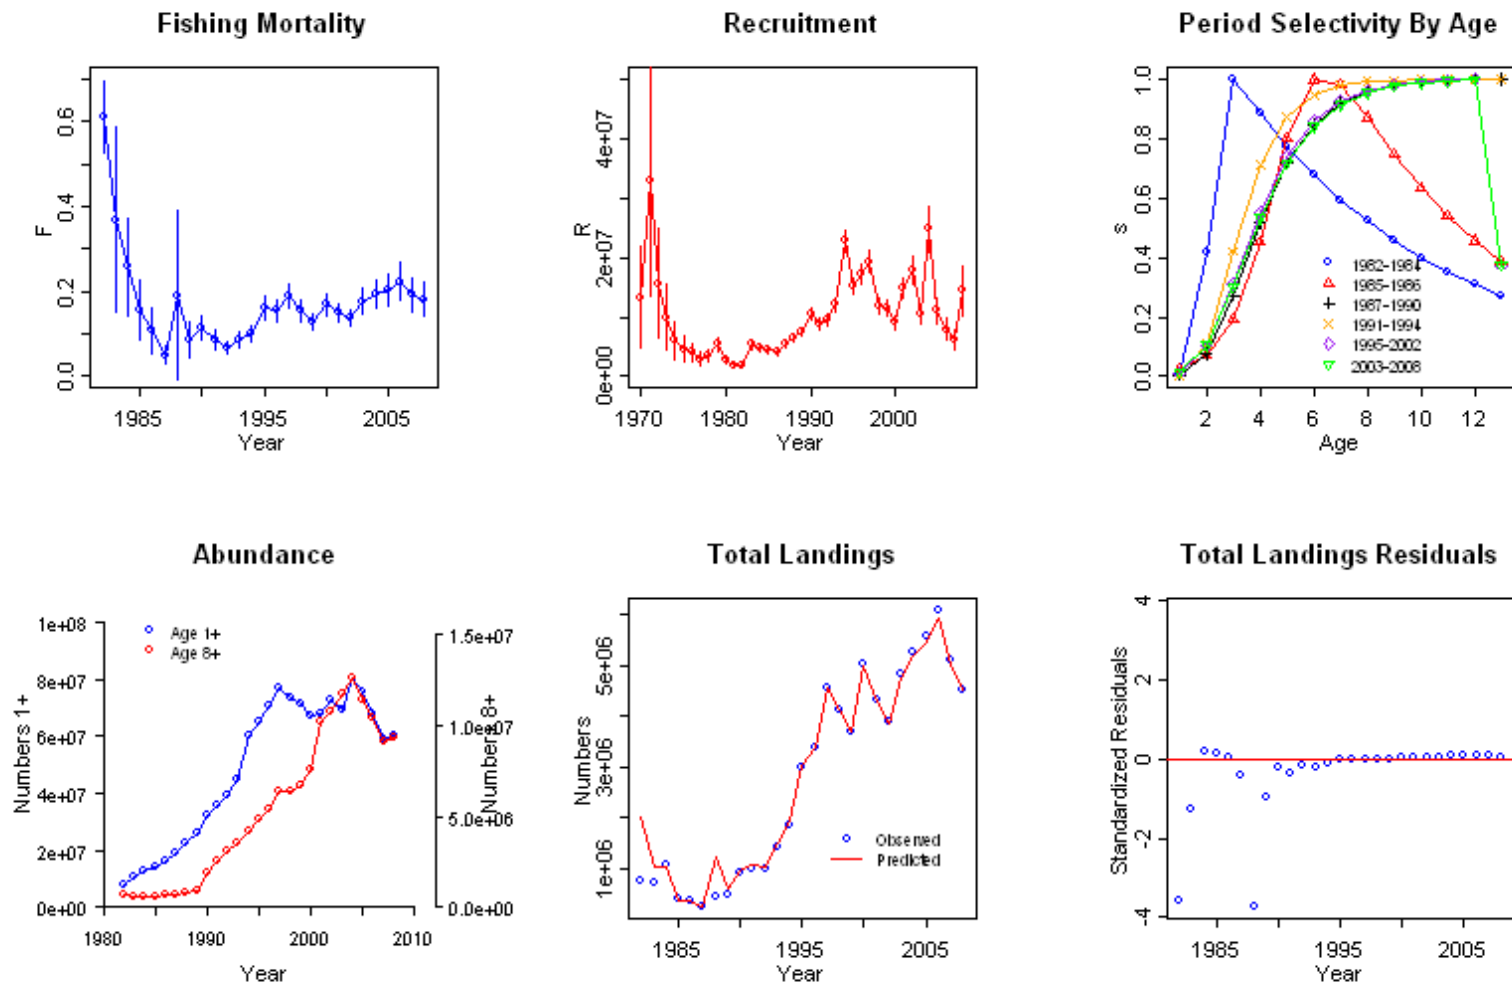 Fishing Mortality
F
0.0
0.2
0.4
0.6
1985
1995
2005
Year
Recruitment
R
0e+00
2e+07
4e+07
1970
1980
1990
2000
Year
Period Selectivity By Age
s
0.0
0.2
0.4
0.6
0.8
1.0
1982-1984
1985-1986
1987-1990
1991-1994
1995-2002
2003-2008
2
4
6
8
10
12
Age
Abundance
Numbers 1+
1e+08
8e+07
6e+07
4e+07
2e+07
0e+00
Age 1+
Age 8+
1.5e+07
1.0e+07
5.0e+06
0.0e+00
Numbers 8+
1980
1990
2000
2010
Year
Total Landings
Numbers
1e+06
3e+06
5e+06
Observed
Predicted
1985
1995
2005
Year
Total Landings Residuals
Standardized Residuals
-4
-2
0
2
4
1985
1995
2005
Year